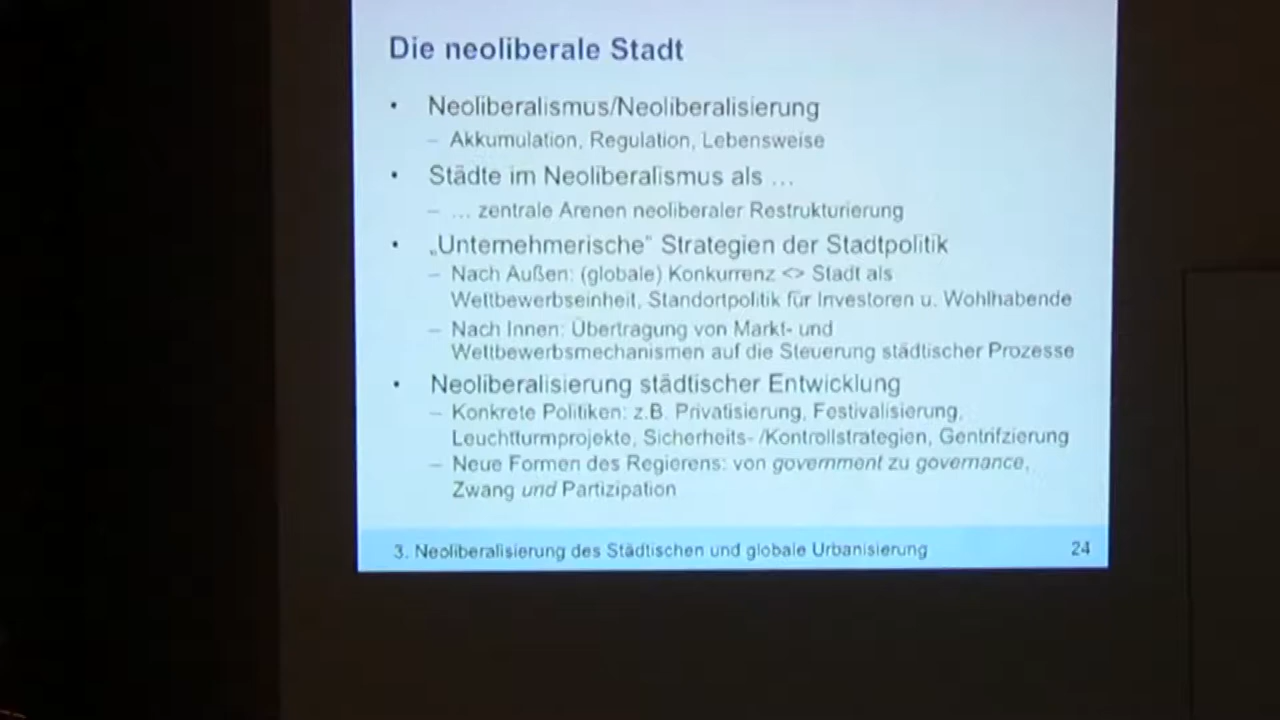 Die neoliberale Stadt
• Neoliberalismus/Neoliberalisierung
– Akkumulation, Regulation, Lebensweise
• Städte im Neoliberalismus als …
– … zentrale Arenen neoliberaler Restrukturierung
• „Unternehmerische“ Strategien der Stadtpolitik
– Nach Außen: (globale) Konkurrenz <> Stadt als
Wettbewerbseinheit, Standortpolitik für Investoren u. Wohlhabende
– Nach Innen: Übertragung von Markt- und
Wettbewerbsmechanismen auf die Steuerung städtischer Prozesse
• Neoliberalisierung städtischer Entwicklung
– Konkrete Politiken: z.B. Privatisierung, Festivalisierung,
Leuchtturmprojekte, Sicherheits- /Kontrollstrategien, Gentrifzierung
– Neue Formen des Regierens: von government zu governance,
Zwang und Partizipation
3. Neoliberalisierung des Städtischen und globale Urbanisierung 24